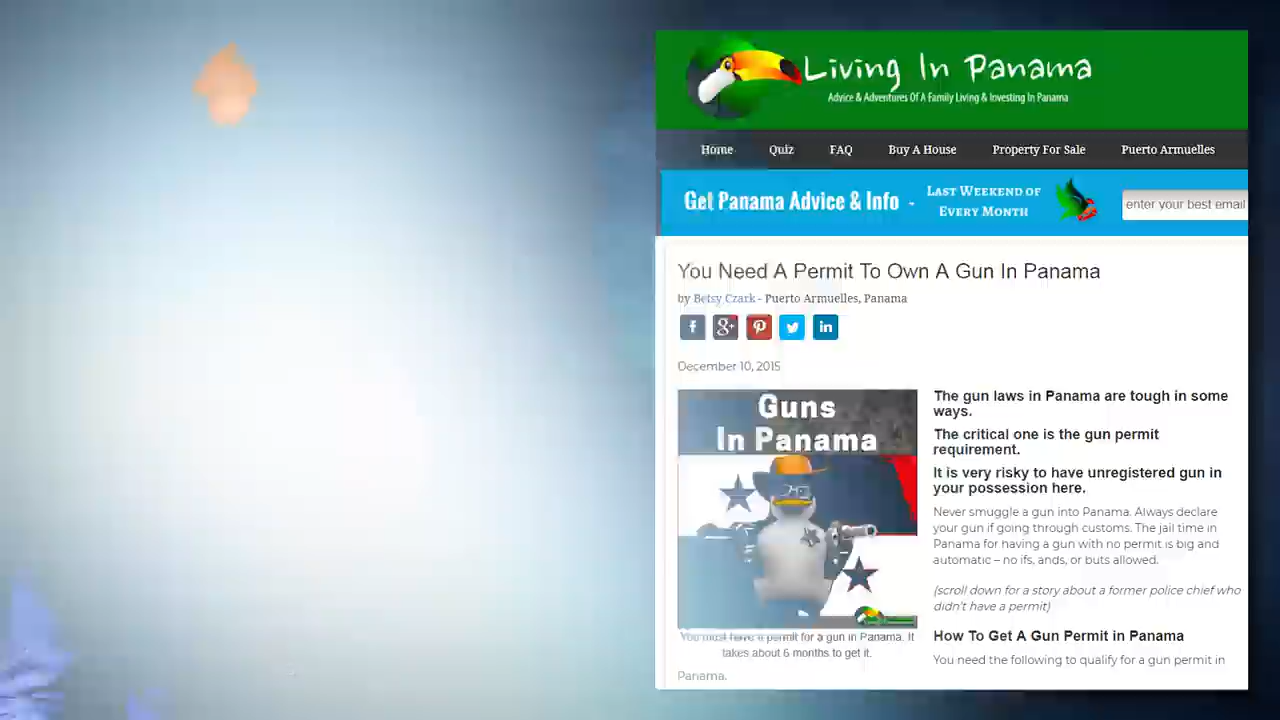 Living In Panama
Advice & Adventures Of A Family Living & Investing In Panama
Home Quiz FAQ Buy A House Property For Sale Puerto Armuelles
Get Panama Advice & Info - Last Weekend of
Every Month
enter your best email
You Need A Permit To Own A Gun In Panama
by Betsy Czark - Puerto Armuelles, Panama
December 10, 2015
Guns
In Panama
You must have a permit for a gun in Panama. It
takes about 6 months to get it.
The gun laws in Panama are tough in some
ways.
The critical one is the gun permit
requirement.
It is very risky to have unregistered gun in
your possession here.
Never smuggle a gun into Panama. Always declare
your gun if going through customs. The jail time in
Panama for having a gun with no permit is big and
automatic – no ifs, ands, or buts allowed.
(scroll down for a story about a former police chief who
didn't have a permit)
How To Get A Gun Permit in Panama
You need the following to qualify for a gun permit in
Panama.